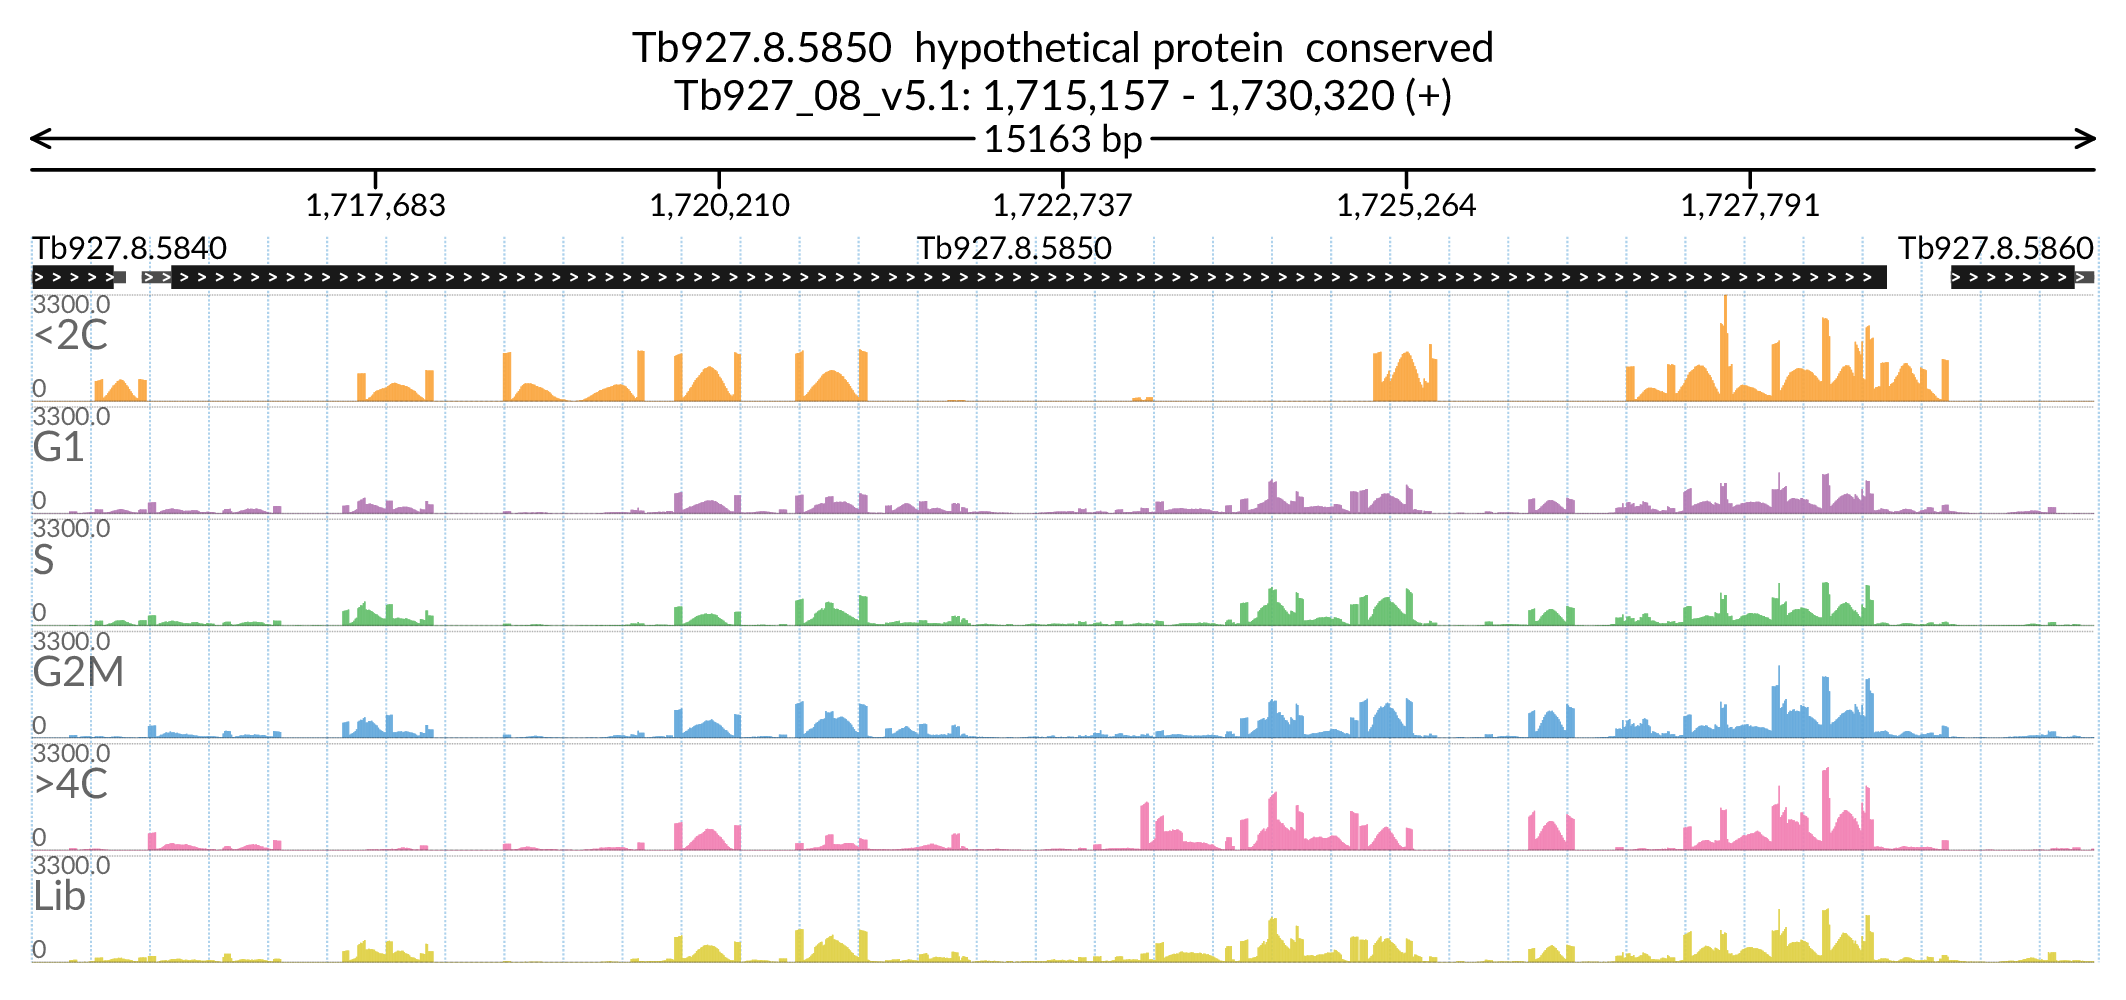 Tb927.8.5850  hypothetical protein  conserved
Tb927_08_v5.1: 1,715,157 - 1,730,320 (+)
15163 bp
1,717,683 1,720,210 1,722,737 1,725,264 1,727,791
Tb927.8.5840 Tb927.8.5850 Tb927.8.5860
3300.0
<2C
0
3300.0
G1
0
3300.0
S
0
3300.0
G2M
0
3300.0
>4C
0
3300.0
Lib
0